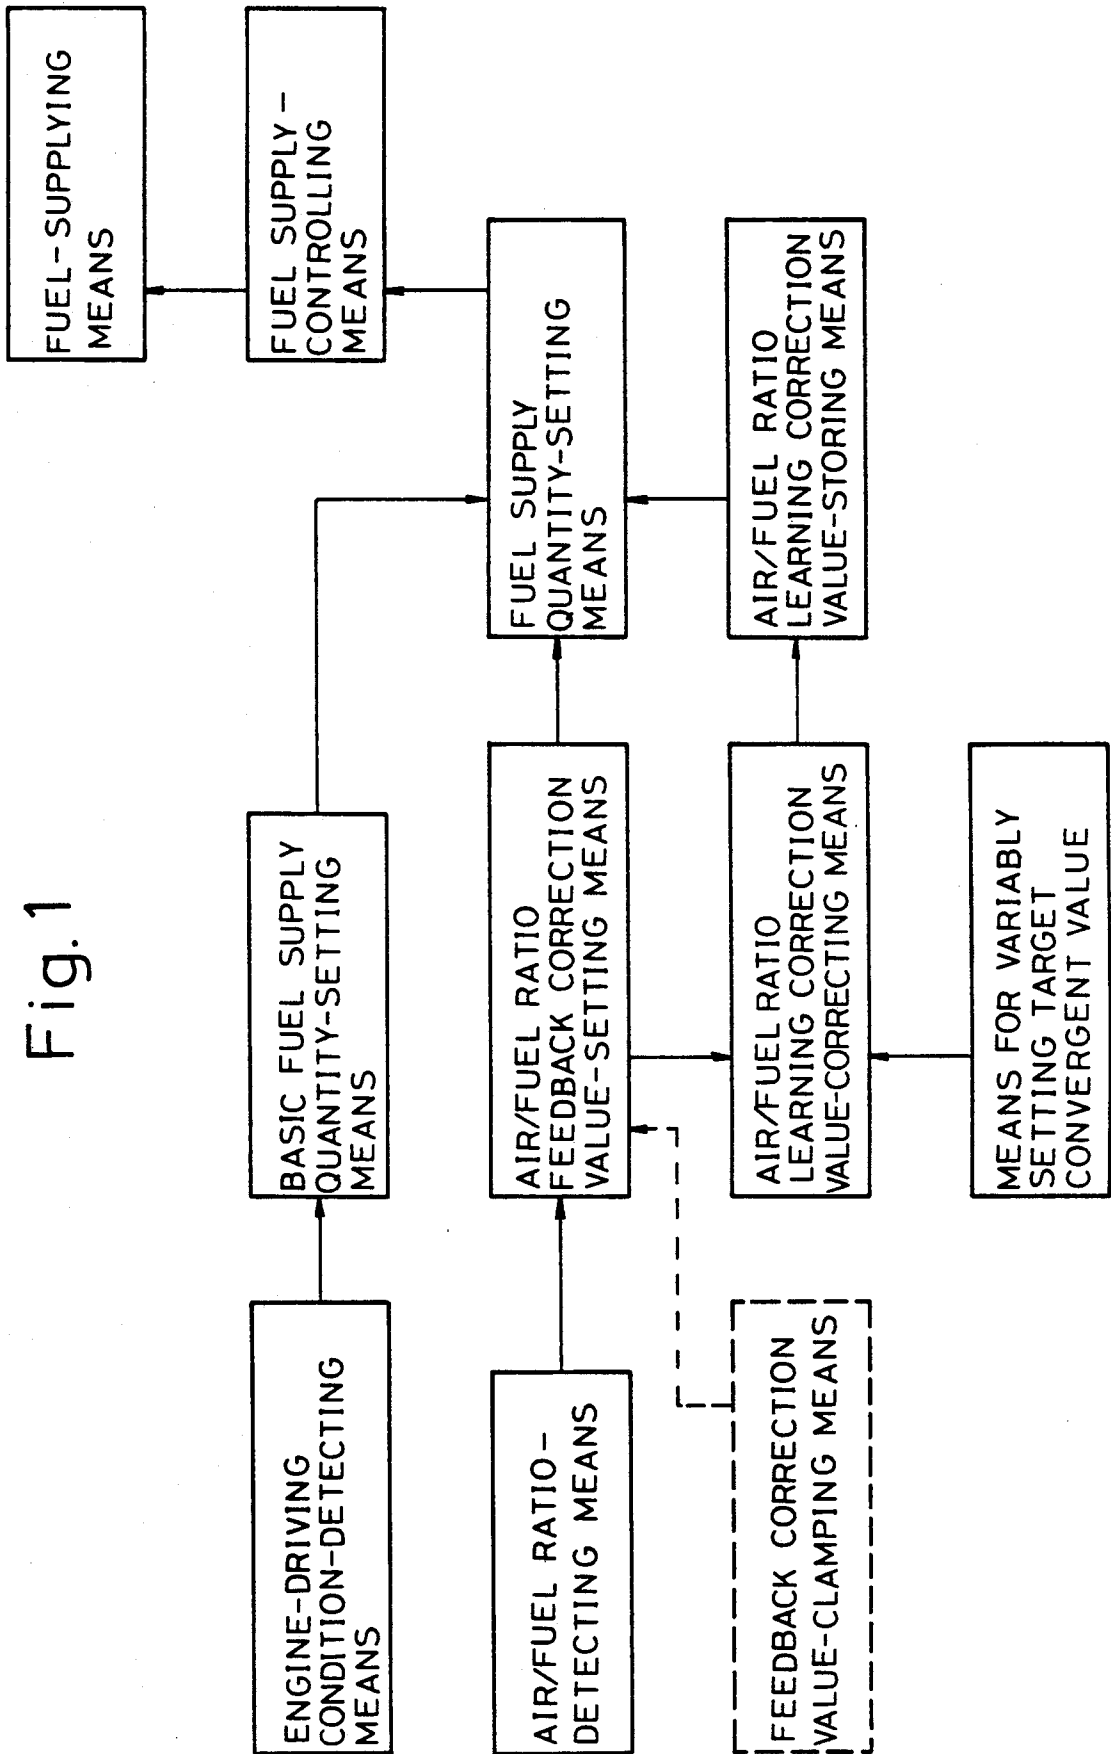 Fig. 1
ENGINE-DRIVING
CONDITION-DETECTING
MEANS
BASIC FUEL SUPPLY
QUANTITY-SETTING
MEANS
FUEL SUPPLY-
CONTROLLING
MEANS
FUEL-SUPPLYING
MEANS
AIR/FUEL RATIO-
DETECTING MEANS
AIR/FUEL RATIO
FEEDBACK CORRECTION
VALUE-SETTING MEANS
FUEL SUPPLY
QUANTITY-SETTING
MEANS
FEEDBACK CORRECTION
VALUE-CLAMPING MEANS
AIR/FUEL RATIO
LEARNING CORRECTION
VALUE-CORRECTING MEANS
AIR/FUEL RATIO
LEARNING CORRECTION
VALUE-STORING MEANS
MEANS FOR VARIABLY
SETTING TARGET
CONVERGENT VALUE